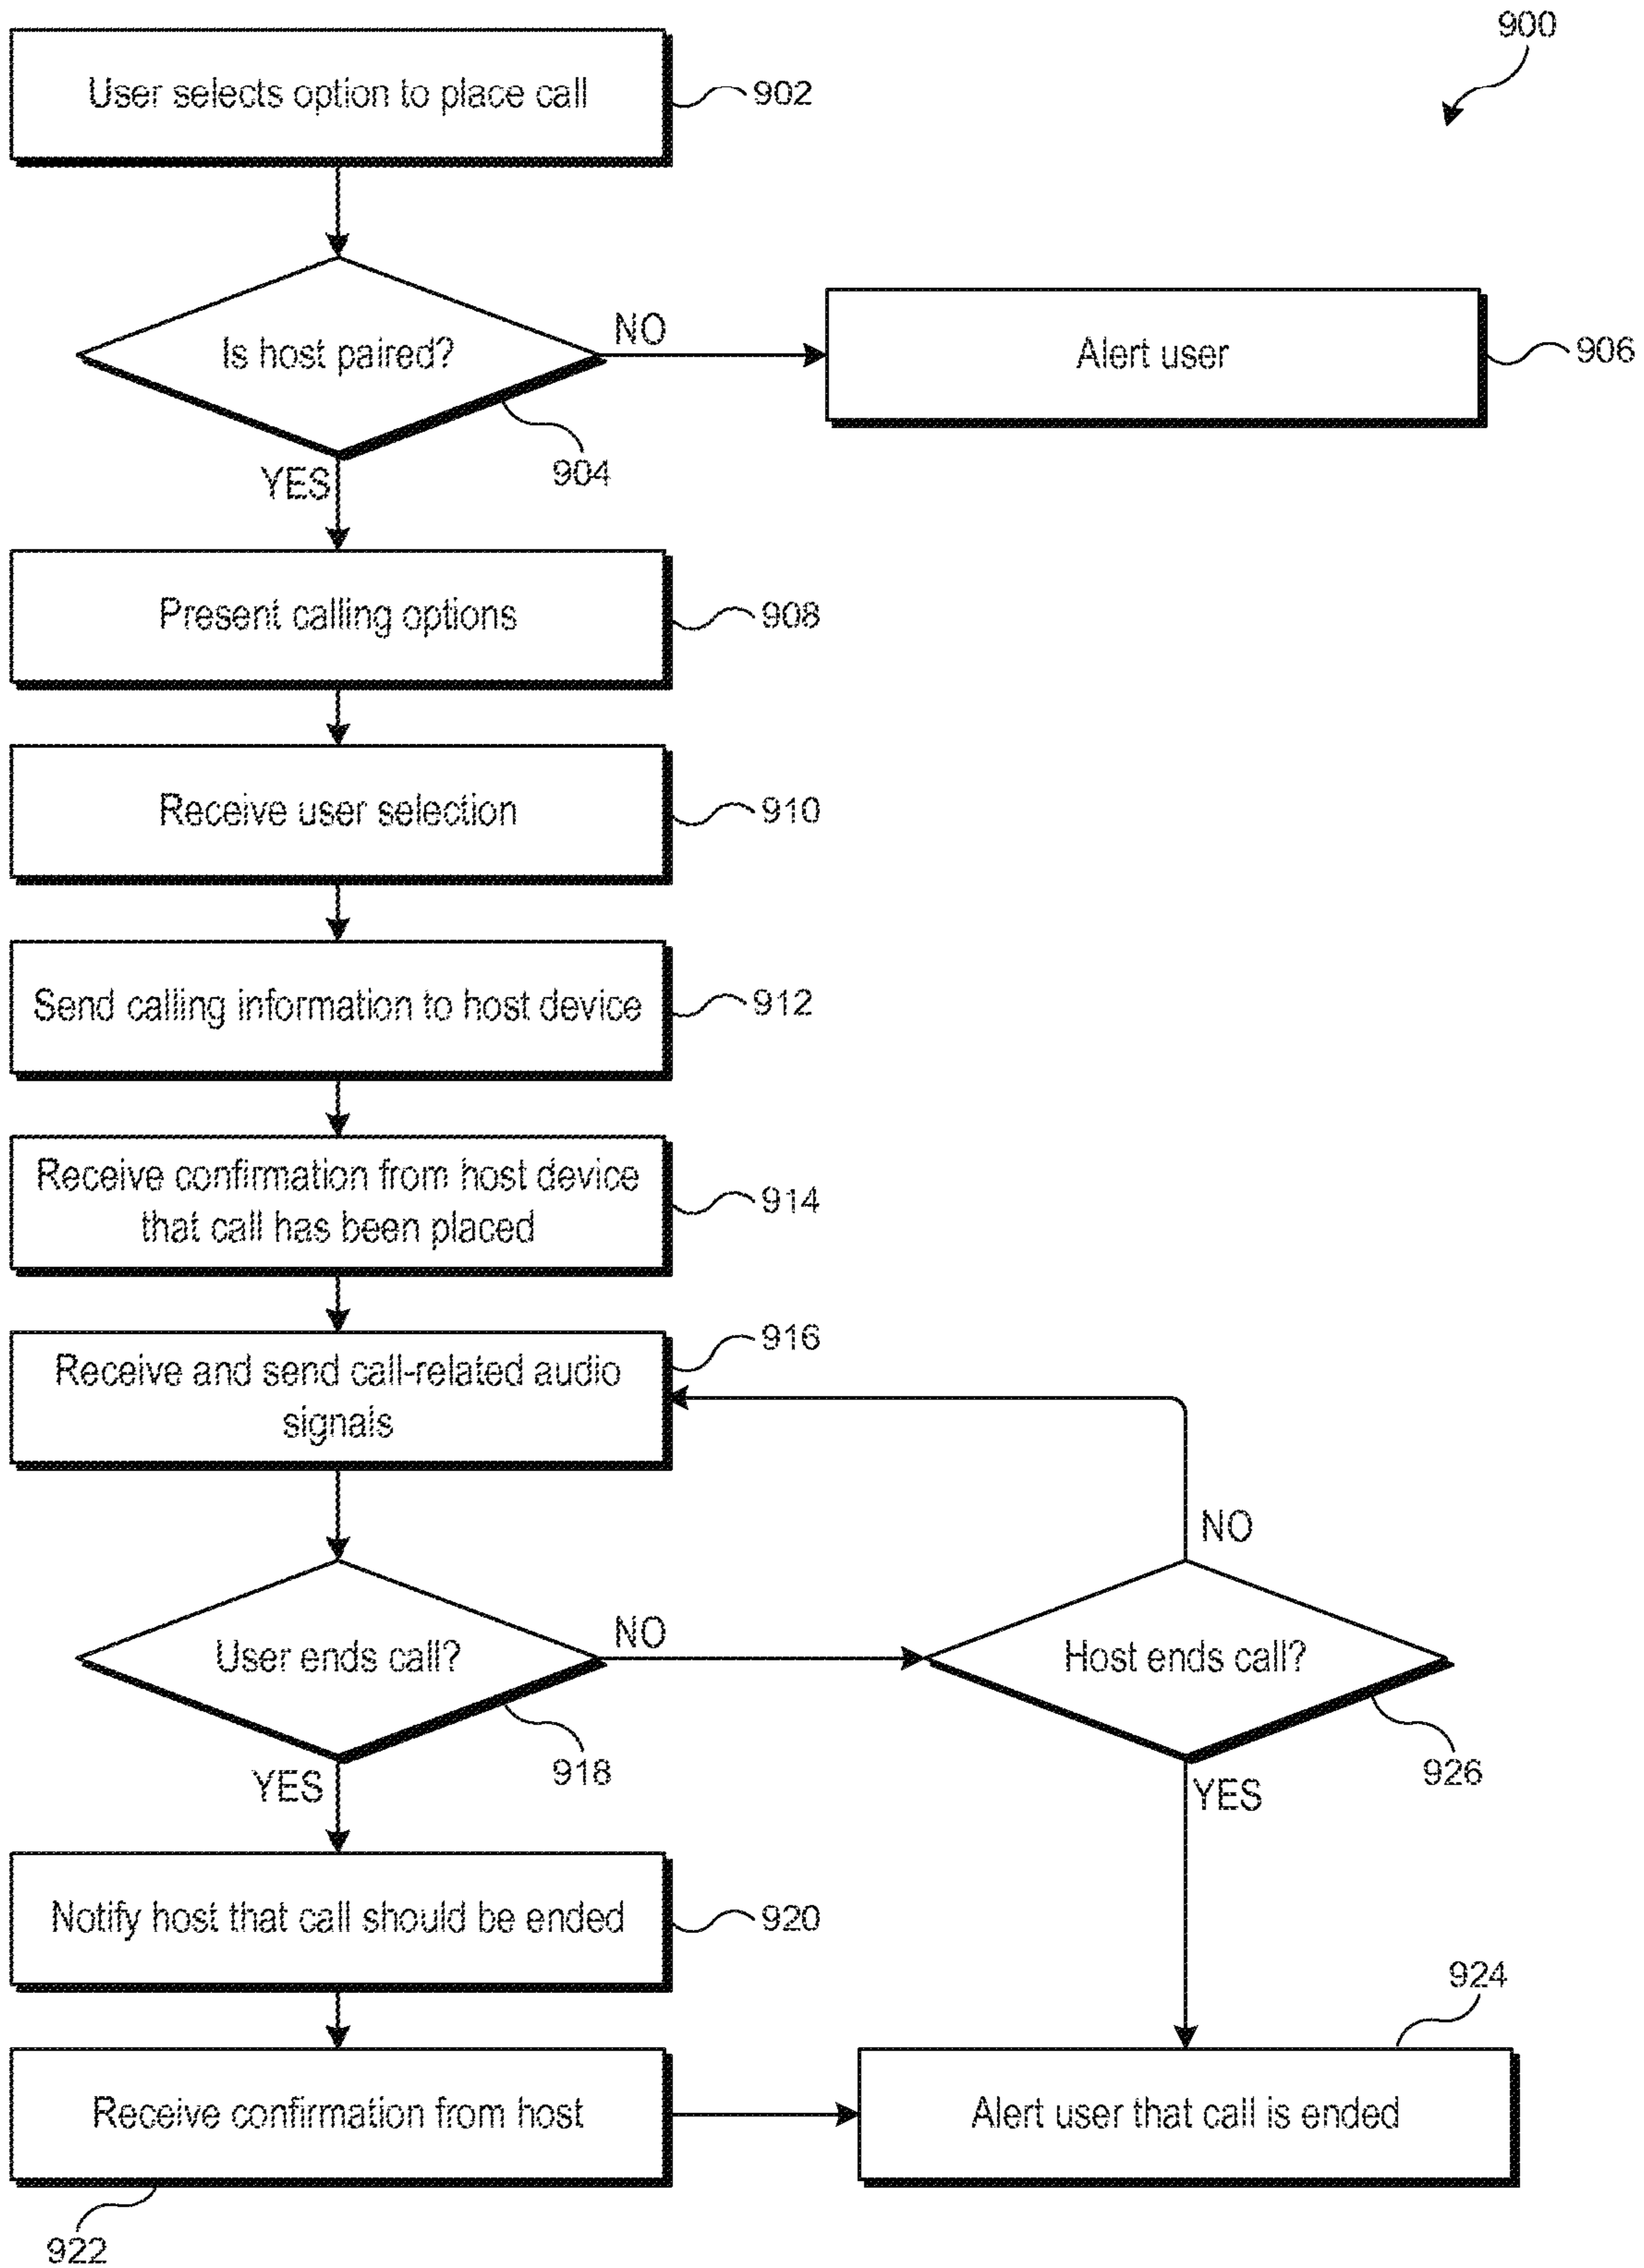 900
User selects option to place call
902
Is host paired?
NO
Alert user
906
904
YES
Present calling options
908
Receive user selection
910
Send calling information to host device
912
Receive confirmation from host device
that call has been placed
914
916
Receive and send call-related audio
signals
NO
User ends call?
NO
Host ends call?
918
926
YES
YES
Notify host that call should be ended
920
924
Receive confirmation from host
Alert user that call is ended
922